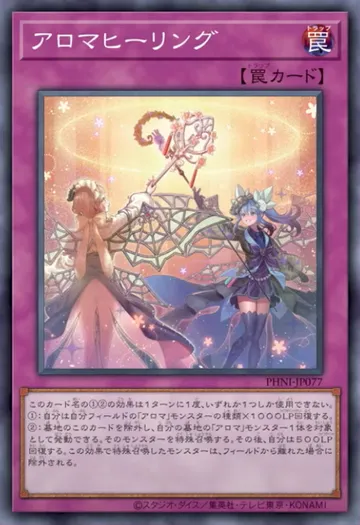 アロマヒーリング
トラップ
罠
トラップ
【罠カード】
PHNI-JP077
このカード名の①②の効果は1ターンに1度、いずれか1つしか使用できない。
①:自分は自分フィールドの「アロマ」モンスターの種類×1000LP回復する。
②:墓地のこのカードを除外し、自分の墓地の「アロマ」モンスター1体を対象
として発動できる。そのモンスターを特殊召喚する。その後、自分は500LP
回復する。この効果で特殊召喚したモンスターは、フィールドから離れた場合に
除外される。
©スタジオ・ダイス/集英社・テレビ東京・KONAMI